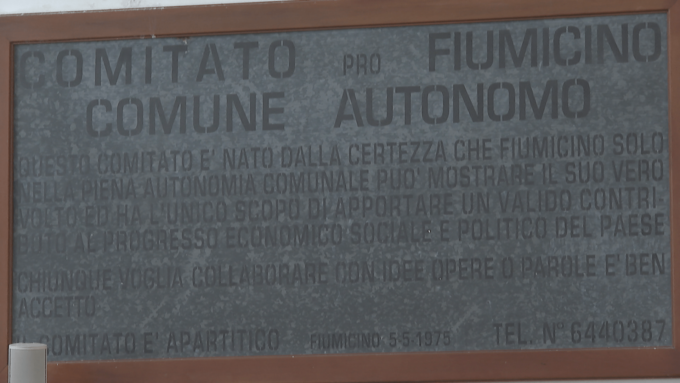 COMITATO PRO FIUMICINO
COMUNE AUTONOMO
QUESTO COMITATO E' NATO DALLA CERTEZZA CHE FIUMICINO SOLO
NELLA PIENA AUTONOMIA COMUNALE PUO' MOSTRARE IL SUO VERO
VOLTO ED HA L'UNICO SCOPO DI APPORTARE UN VALIDO CONTRI-
BUTO AL PROGRESSO ECONOMICO SOCIALE E POLITICO DEL PAESE
CHIUNQUE VOGLIA COLLABORARE CON IDEE OPERE O PAROLE E' BEN
ACCETTO
COMITATO E' APARTITICO FIUMICINO 5-5-1975 TEL. N° 6440387